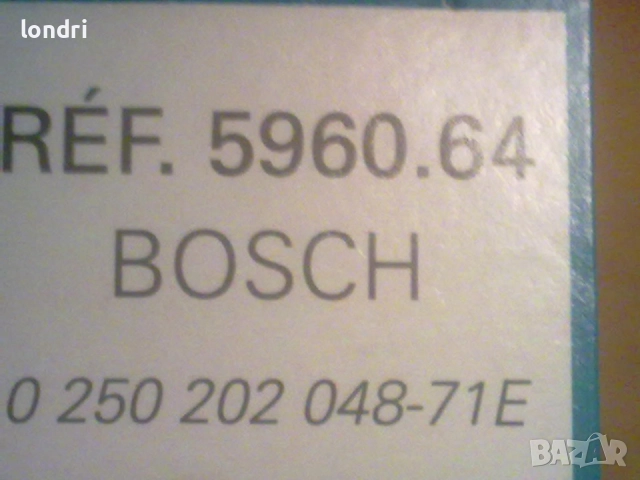 londri
RÉF. 5960.64
BOSCH
0 250 202 048-71E
BAZAR